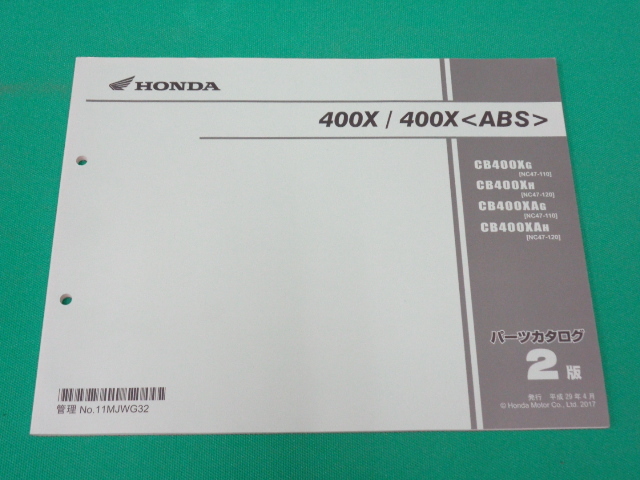 HONDA
400X / 400X<ABS>
CB400XG
[NC47-110]
CB400XH
[NC47-120]
CB400XAG
[NC47-110]
CB400XAH
[NC47-120]
パーツカタログ
2版
発行 平成29年4月
© Honda Motor Co., Ltd. 2017
管理 No.11MJWG32